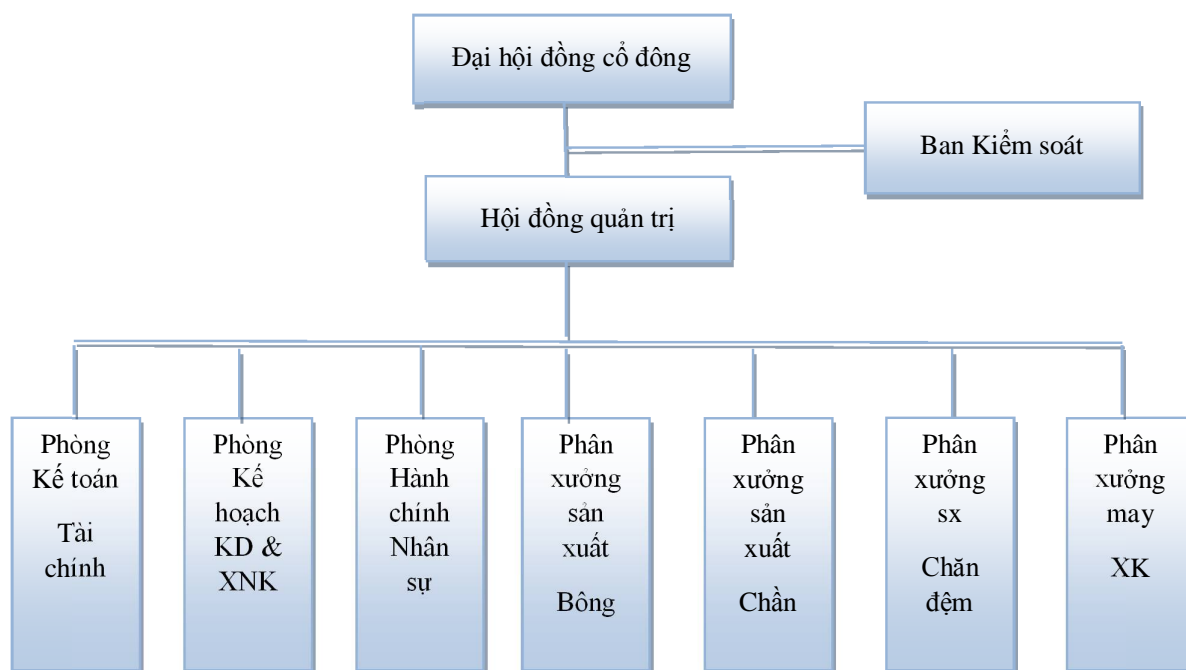 Đại hội đồng cổ đông
Ban Kiểm soát
Hội đồng quản trị
Phòng
Kế toán
Tài
chính
Phòng
Kế
hoạch
KD &
XNK
Phòng
Hành
chính
Nhân
sự
Phân
xưởng
sản
xuất
Bông
Phân
xưởng
sản
xuất
Chần
Phân
xưởng
sx
Chăn
đệm
Phân
xưởng
may
XK